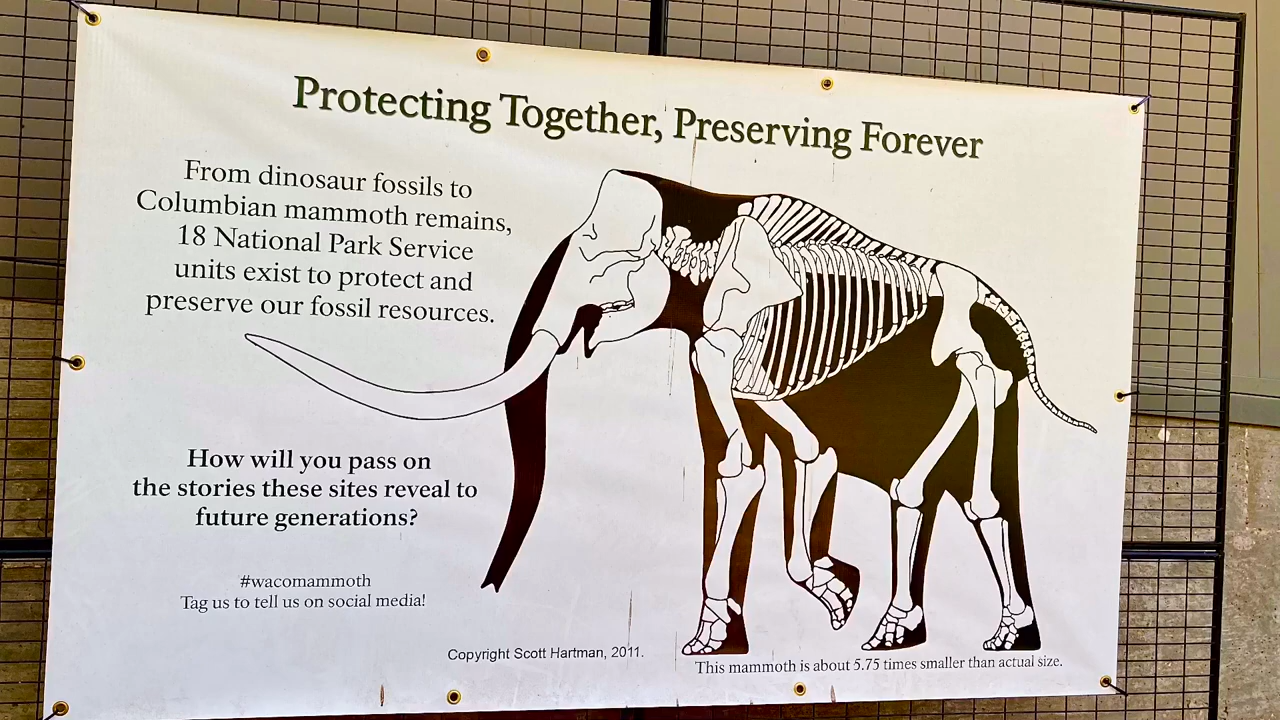 Protecting Together, Preserving Forever
From dinosaur fossils to
Columbian mammoth remains,
18 National Park Service
units exist to protect and
preserve our fossil resources.
How will you pass on
the stories these sites reveal to
future generations?
#wacomammoth
Tag us to tell us on social media!
Copyright Scott Hartman, 2011.
This mammoth is about 5.75 times smaller than actual size.